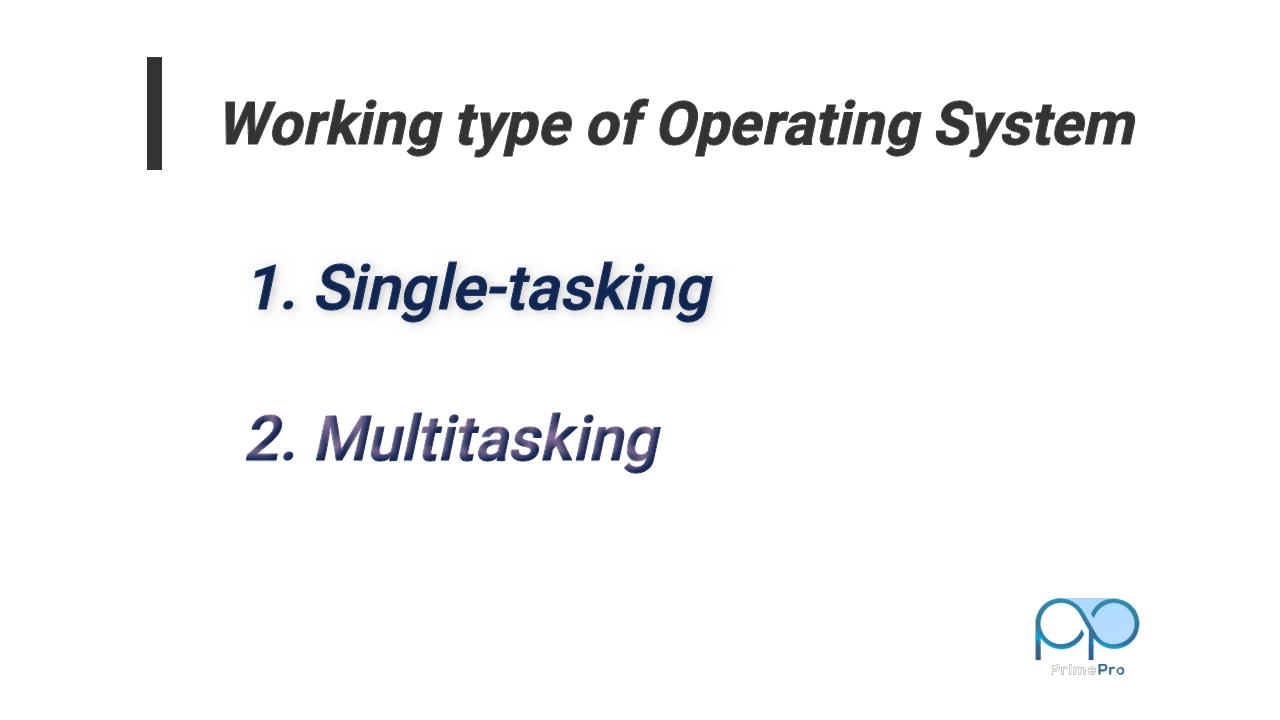 Working type of Operating System
1. Single-tasking
2. Multitasking
PrimePro